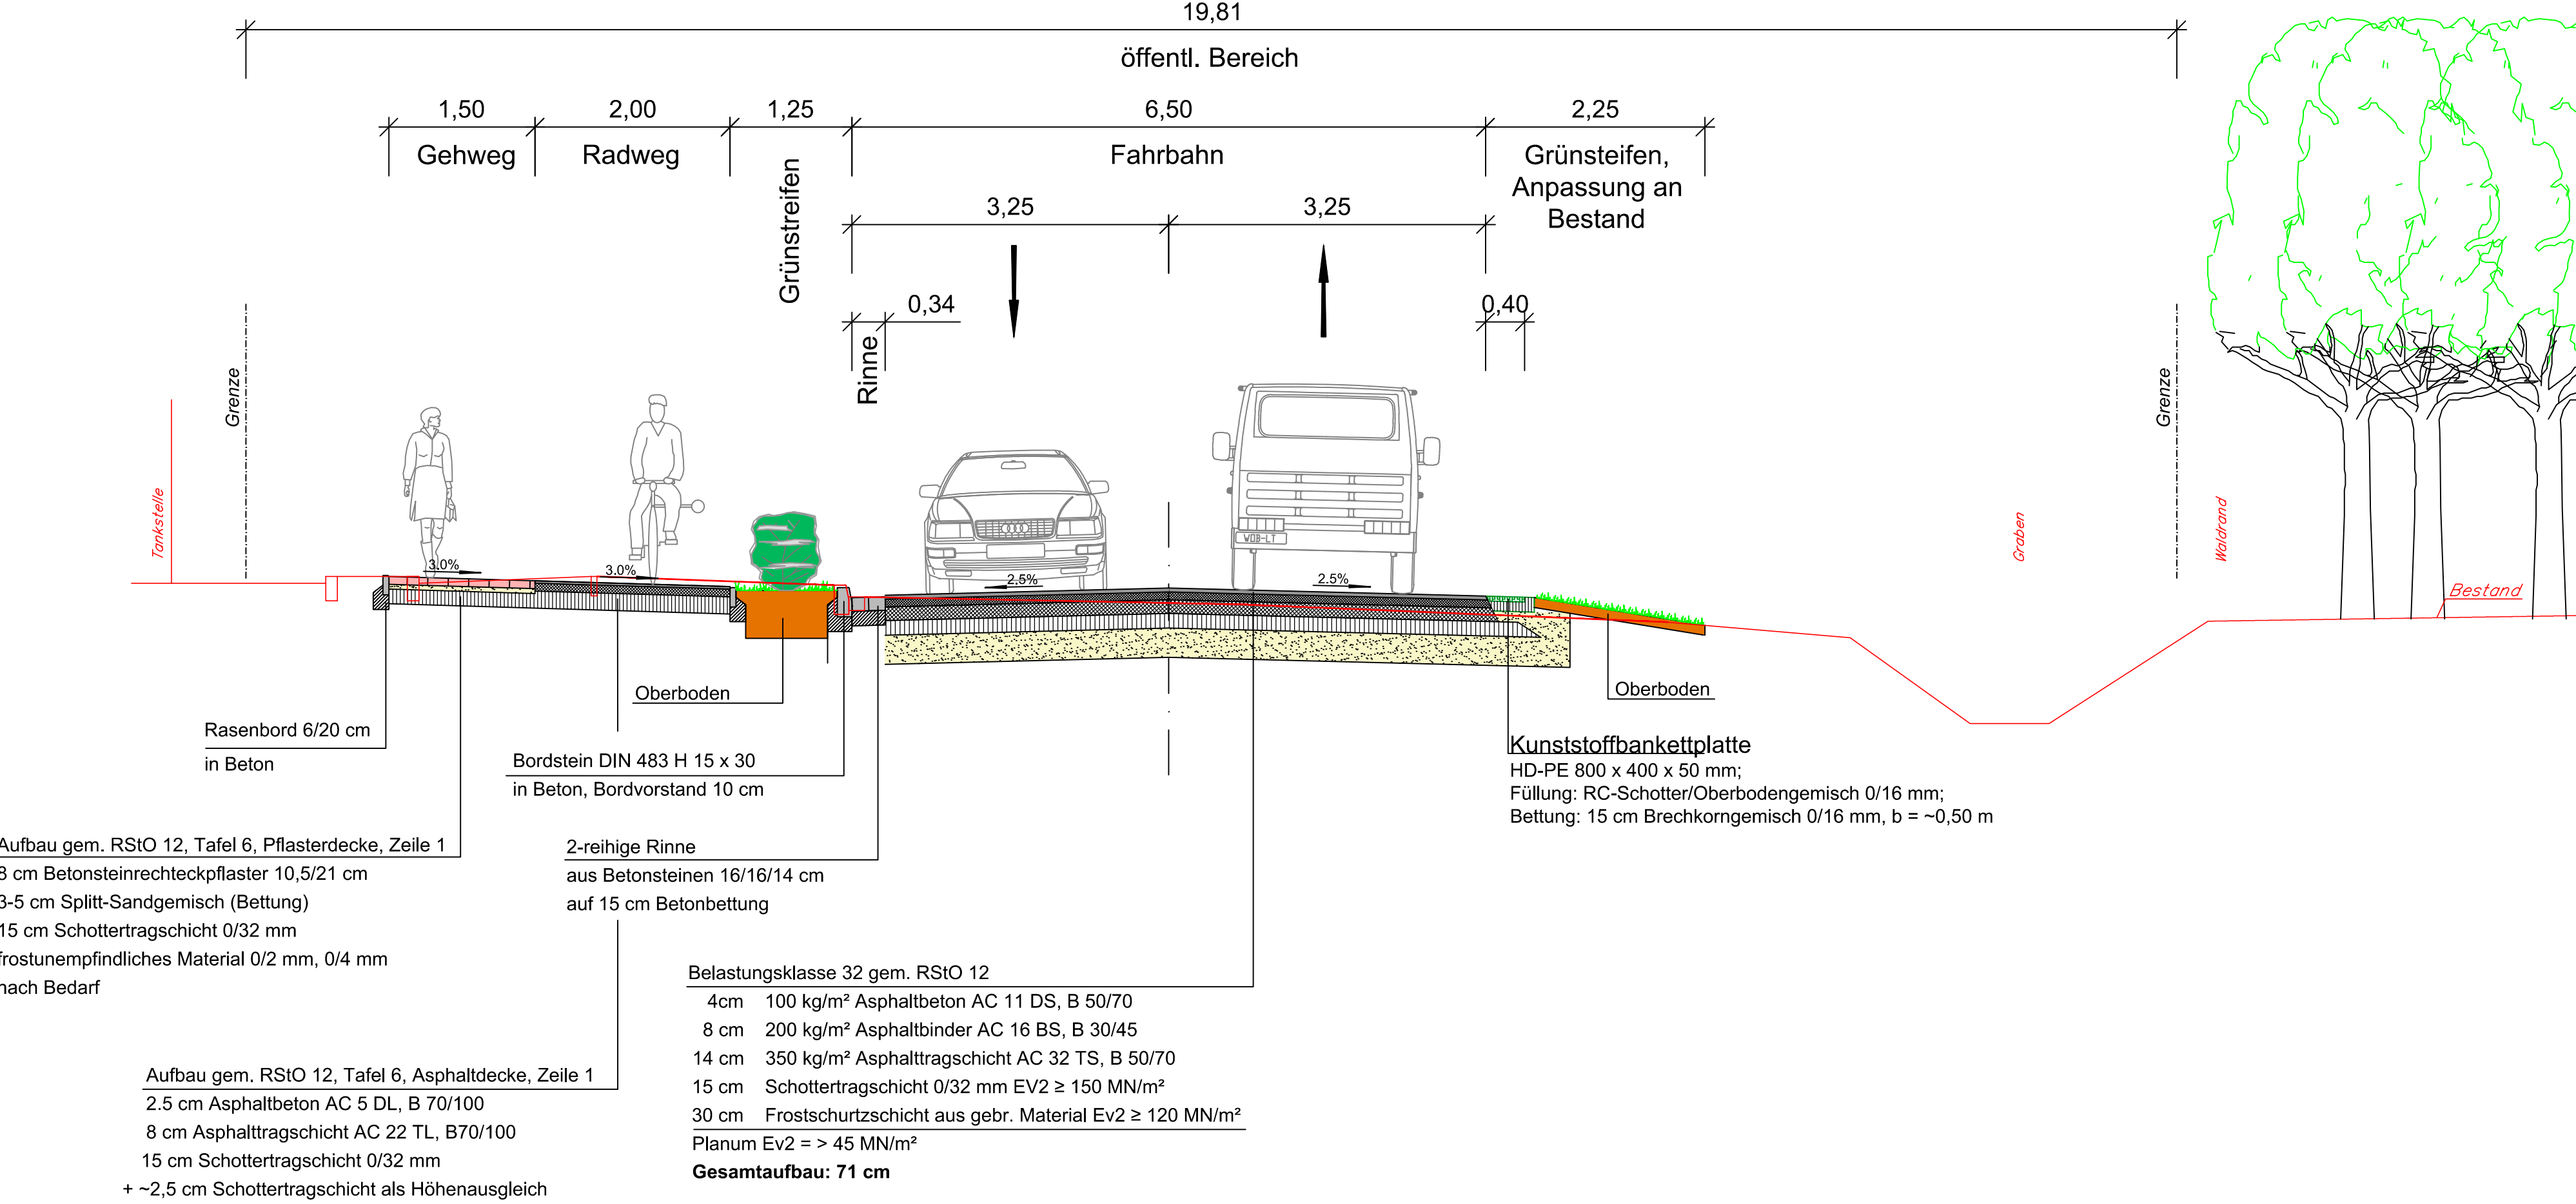 19,81
öffentl. Bereich
1,50
2,00
1,25
6,50
2,25
Gehweg
Radweg
Grünstreifen
Fahrbahn
Grünsteifen,
Anpassung an
Bestand
3,25
3,25
0,34
0,40
Rinne
Grenze
Grenze
Tankstelle
Graben
Waldrand
WOB-LT
3.0%
3.0%
2.5%
2.5%
Bestand
Oberboden
Oberboden
Rasenbord 6/20 cm
in Beton
Bordstein DIN 483 H 15 x 30
in Beton, Bordvorstand 10 cm
Kunststoffbankettplatte
HD-PE 800 x 400 x 50 mm;
Füllung: RC-Schotter/Oberbodengemisch 0/16 mm;
Bettung: 15 cm Brechkorngemisch 0/16 mm, b = ~0,50 m
Aufbau gem. RStO 12, Tafel 6, Pflasterdecke, Zeile 1
8 cm Betonsteinrechteckpflaster 10,5/21 cm
3-5 cm Splitt-Sandgemisch (Bettung)
15 cm Schottertragschicht 0/32 mm
frostunempfindliches Material 0/2 mm, 0/4 mm
nach Bedarf
2-reihige Rinne
aus Betonsteinen 16/16/14 cm
auf 15 cm Betonbettung
Belastungsklasse 32 gem. RStO 12
4cm 100 kg/m² Asphaltbeton AC 11 DS, B 50/70
8 cm 200 kg/m² Asphaltbinder AC 16 BS, B 30/45
14 cm 350 kg/m² Asphalttragschicht AC 32 TS, B 50/70
15 cm Schottertragschicht 0/32 mm EV2 ≥ 150 MN/m²
30 cm Frostschurtzschicht aus gebr. Material Ev2 ≥ 120 MN/m²
Planum Ev2 = > 45 MN/m²
Gesamtaufbau: 71 cm
Aufbau gem. RStO 12, Tafel 6, Asphaltdecke, Zeile 1
2.5 cm Asphaltbeton AC 5 DL, B 70/100
8 cm Asphalttragschicht AC 22 TL, B70/100
15 cm Schottertragschicht 0/32 mm
+ ~2,5 cm Schottertragschicht als Höhenausgleich